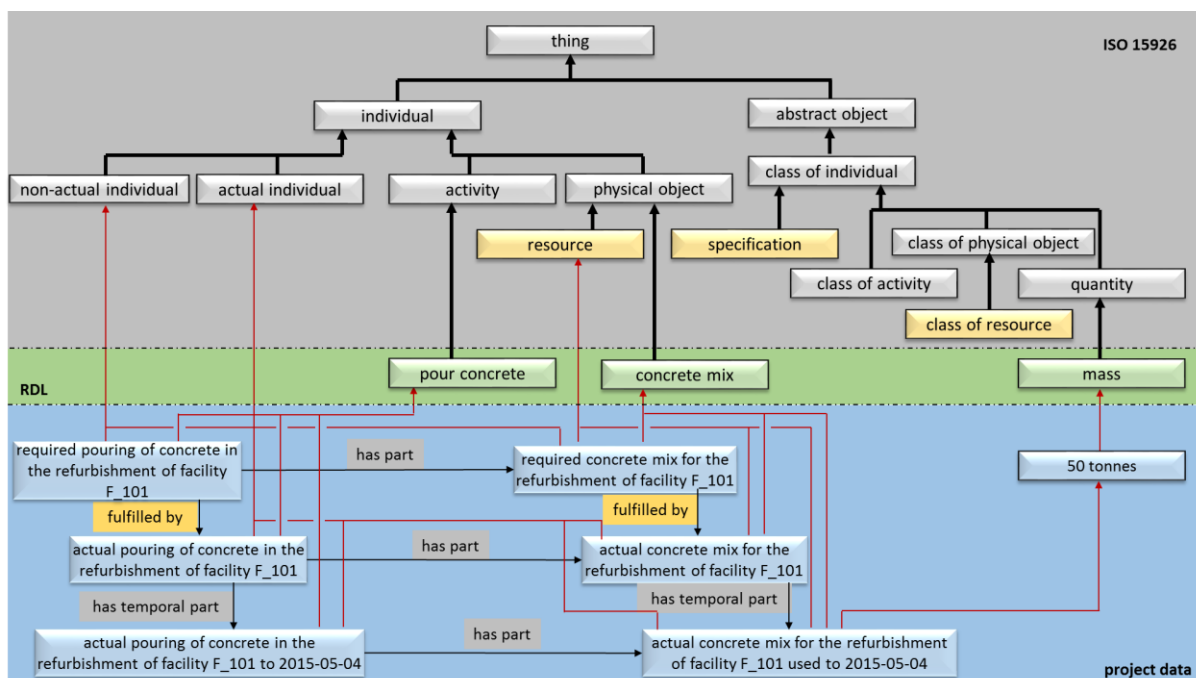 thing
ISO 15926
individual
abstract object
class of individual
non-actual individual
actual individual
activity
physical object
resource
specification
class of physical object
class of activity
quantity
class of resource
pour concrete
concrete mix
mass
RDL
required pouring of concrete in
the refurbishment of facility
F_101
has part
required concrete mix for the
refurbishment of facility F_101
50 tonnes
fulfilled by
fulfilled by
actual pouring of concrete in the
refurbishment of facility F_101
has part
actual concrete mix for the
refurbishment of facility F_101
has temporal part
has temporal part
actual pouring of concrete in the
refurbishment of facility F_101 to 2015-05-04
has part
actual concrete mix for the refurbishment
of facility F_101 used to 2015-05-04
project data